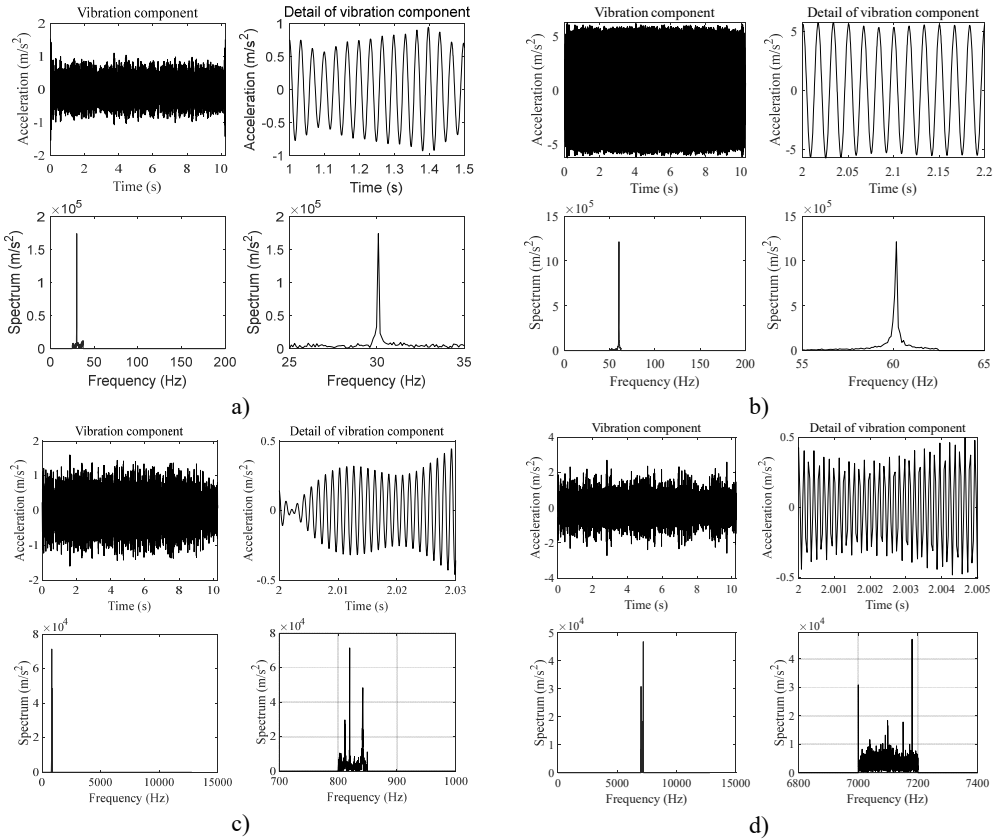 Vibration component
Acceleration (m/s²)
2
1
0
-1
-2
0 2 4 6 8 10
Time (s)
Detail of vibration component
Acceleration (m/s²)
1
0.5
0
-0.5
-1
1 1.1 1.2 1.3 1.4 1.5
Time (s)
×10⁵
Spectrum (m/s²)
2
1.5
1
0.5
0
0 50 100 150 200
Frequency (Hz)
×10⁵
Spectrum (m/s²)
2
1.5
1
0.5
0
25 30 35
Frequency (Hz)
a)
Vibration component
Acceleration (m/s²)
5
0
-5
0 2 4 6 8 10
Time (s)
Detail of vibration component
Acceleration (m/s²)
5
0
-5
2 2.05 2.1 2.15 2.2
Time (s)
×10⁵
Spectrum (m/s²)
15
10
5
0
0 50 100 150 200
Frequency (Hz)
×10⁵
Spectrum (m/s²)
15
10
5
0
55 60 65
Frequency (Hz)
b)
Vibration component
Acceleration (m/s²)
2
1
0
-1
-2
0 2 4 6 8 10
Time (s)
Detail of vibration component
Acceleration (m/s²)
0.5
0
-0.5
2 2.01 2.02 2.03
Time (s)
×10⁴
Spectrum (m/s²)
8
6
4
2
0
0 5000 10000 15000
Frequency (Hz)
×10⁴
Spectrum (m/s²)
8
6
4
2
0
700 800 900 1000
Frequency (Hz)
c)
Vibration component
Acceleration (m/s²)
4
2
0
-2
-4
0 2 4 6 8 10
Time (s)
Detail of vibration component
Acceleration (m/s²)
0.5
0
-0.5
2 2.001 2.002 2.003 2.004 2.005
Time (s)
×10⁴
Spectrum (m/s²)
5
4
3
2
1
0
0 5000 10000 15000
Frequency (Hz)
×10⁴
Spectrum (m/s²)
4
3
2
1
0
6800 7000 7200 7400
Frequency (Hz)
d)